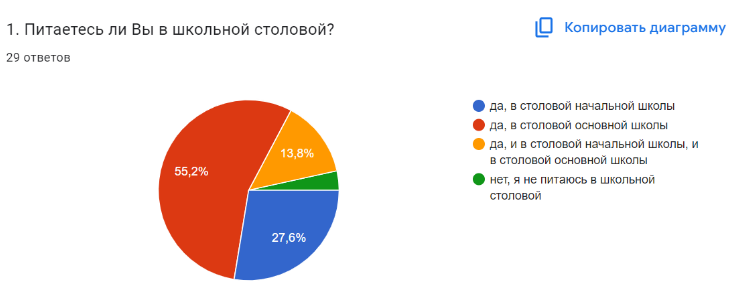 1. Питаетесь ли Вы в школьной столовой?
Копировать диаграмму
29 ответов
55,2%
13,8%
27,6%
да, в столовой начальной школы
да, в столовой основной школы
да, и в столовой начальной школы, и
в столовой основной школы
нет, я не питаюсь в школьной
столовой